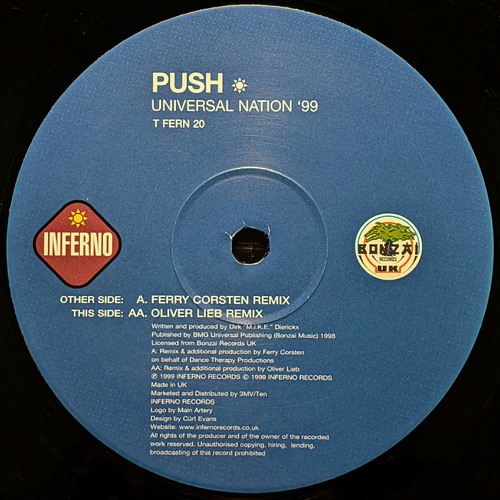 PUSH
UNIVERSAL NATION '99
T FERN 20
INFERNO
BONZAI
RECORDS
UK
OTHER SIDE: A. FERRY CORSTEN REMIX
THIS SIDE: AA. OLIVER LIEB REMIX
Written and produced by Dirk "M.I.K.E." Dierickx
Published by BMG Universal Publishing (Bonzai Music) 1998
Licensed from Bonzai Records UK
A: Remix & additional production by Ferry Corsten
on behalf of Dance Therapy Productions
AA: Remix & additional production by Oliver Lieb
℗ 1999 INFERNO RECORDS © 1999 INFERNO RECORDS
Made in UK
Marketed and Distributed by 3MV/Ten
INFERNO RECORDS
Logo by Main Artery
Design by Cürt Evans
Website: www.infernorecords.co.uk
All rights of the producer and of the owner of the recorded
work reserved. Unauthorised copying, hiring, lending,
broadcasting of this record prohibited